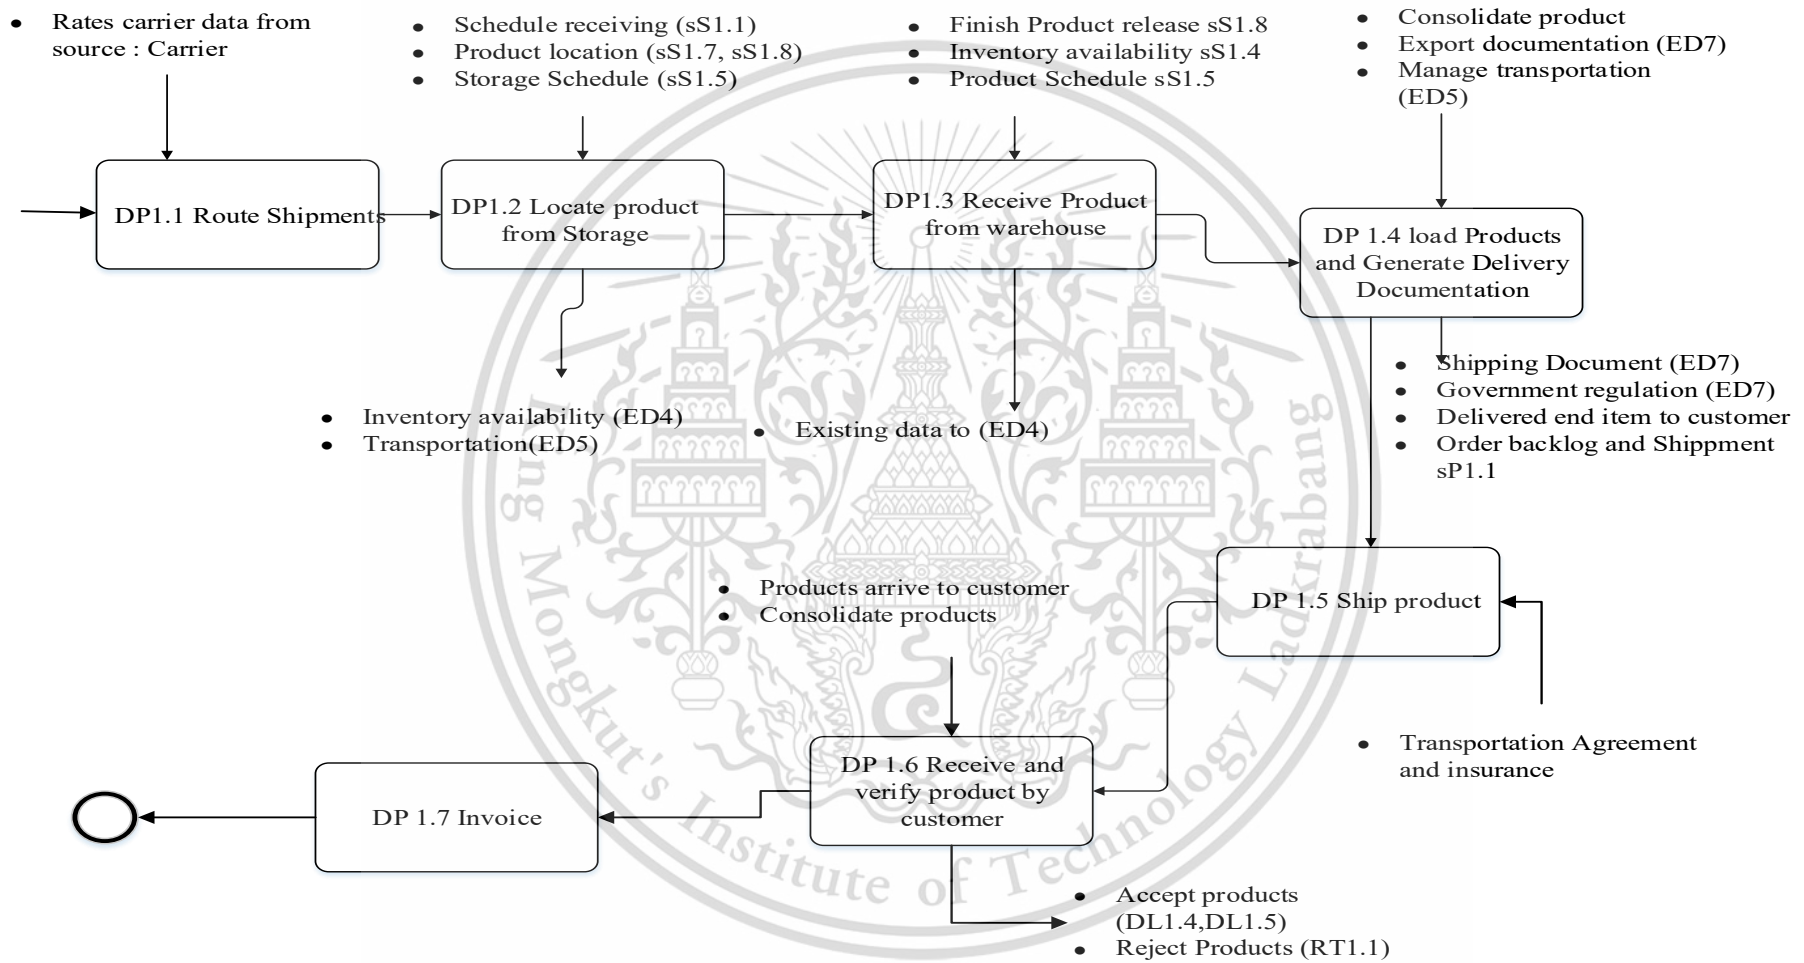 • Rates carrier data from
source : Carrier
• Schedule receiving (sS1.1)
• Product location (sS1.7, sS1.8)
• Storage Schedule (sS1.5)
• Finish Product release sS1.8
• Inventory availability sS1.4
• Product Schedule sS1.5
• Consolidate product
• Export documentation (ED7)
• Manage transportation
(ED5)
DP1.1 Route Shipments
DP1.2 Locate product
from Storage
DP1.3 Receive Product
from warehouse
DP 1.4 load Products
and Generate Delivery
Documentation
• Inventory availability (ED4)
• Transportation(ED5)
• Existing data to (ED4)
• Shipping Document (ED7)
• Government regulation (ED7)
• Delivered end item to customer
• Order backlog and Shippment
sP1.1
• Products arrive to customer
• Consolidate products
DP 1.5 Ship product
• Transportation Agreement
and insurance
DP 1.6 Receive and
verify product by
customer
DP 1.7 Invoice
• Accept products
(DL1.4,DL1.5)
• Reject Products (RT1.1)
King Mongkut's Institute of Technology Ladkrabang